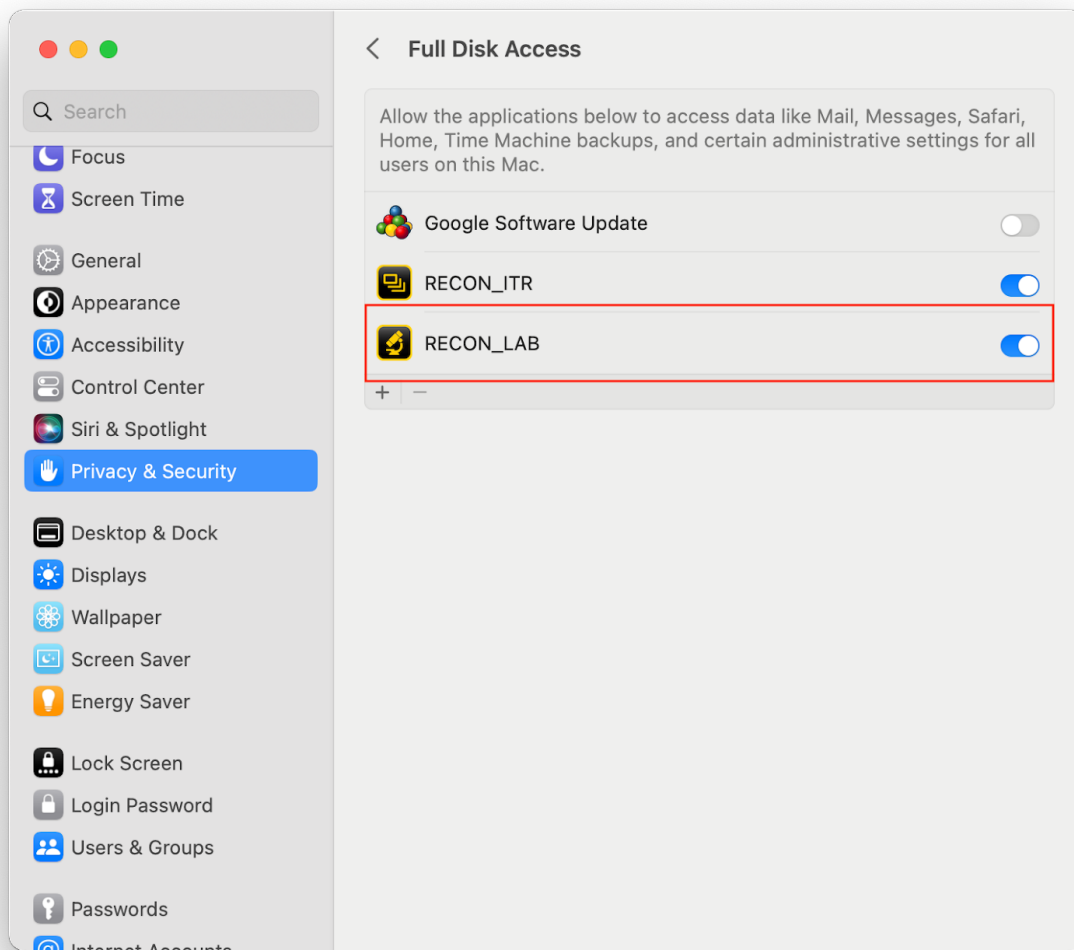 Search
Focus
Screen Time
General
Appearance
Accessibility
Control Center
Siri & Spotlight
Privacy & Security
Desktop & Dock
Displays
Wallpaper
Screen Saver
Energy Saver
Lock Screen
Login Password
Users & Groups
Passwords
Internet Accounts
Full Disk Access
Allow the applications below to access data like Mail, Messages, Safari,
Home, Time Machine backups, and certain administrative settings for all
users on this Mac.
Google Software Update
RECON_ITR
RECON_LAB